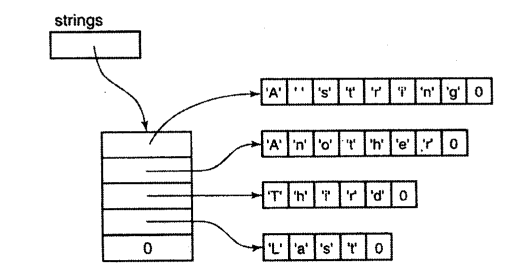 strings
'A' ' ' 's' 't' 'r' 'i' 'n' 'g' 0
'A' 'n' 'o' 't' 'h' 'e' 'r' 0
'T' 'h' 'i' 'r' 'd' 0
'L' 'a' 's' 't' 0
0